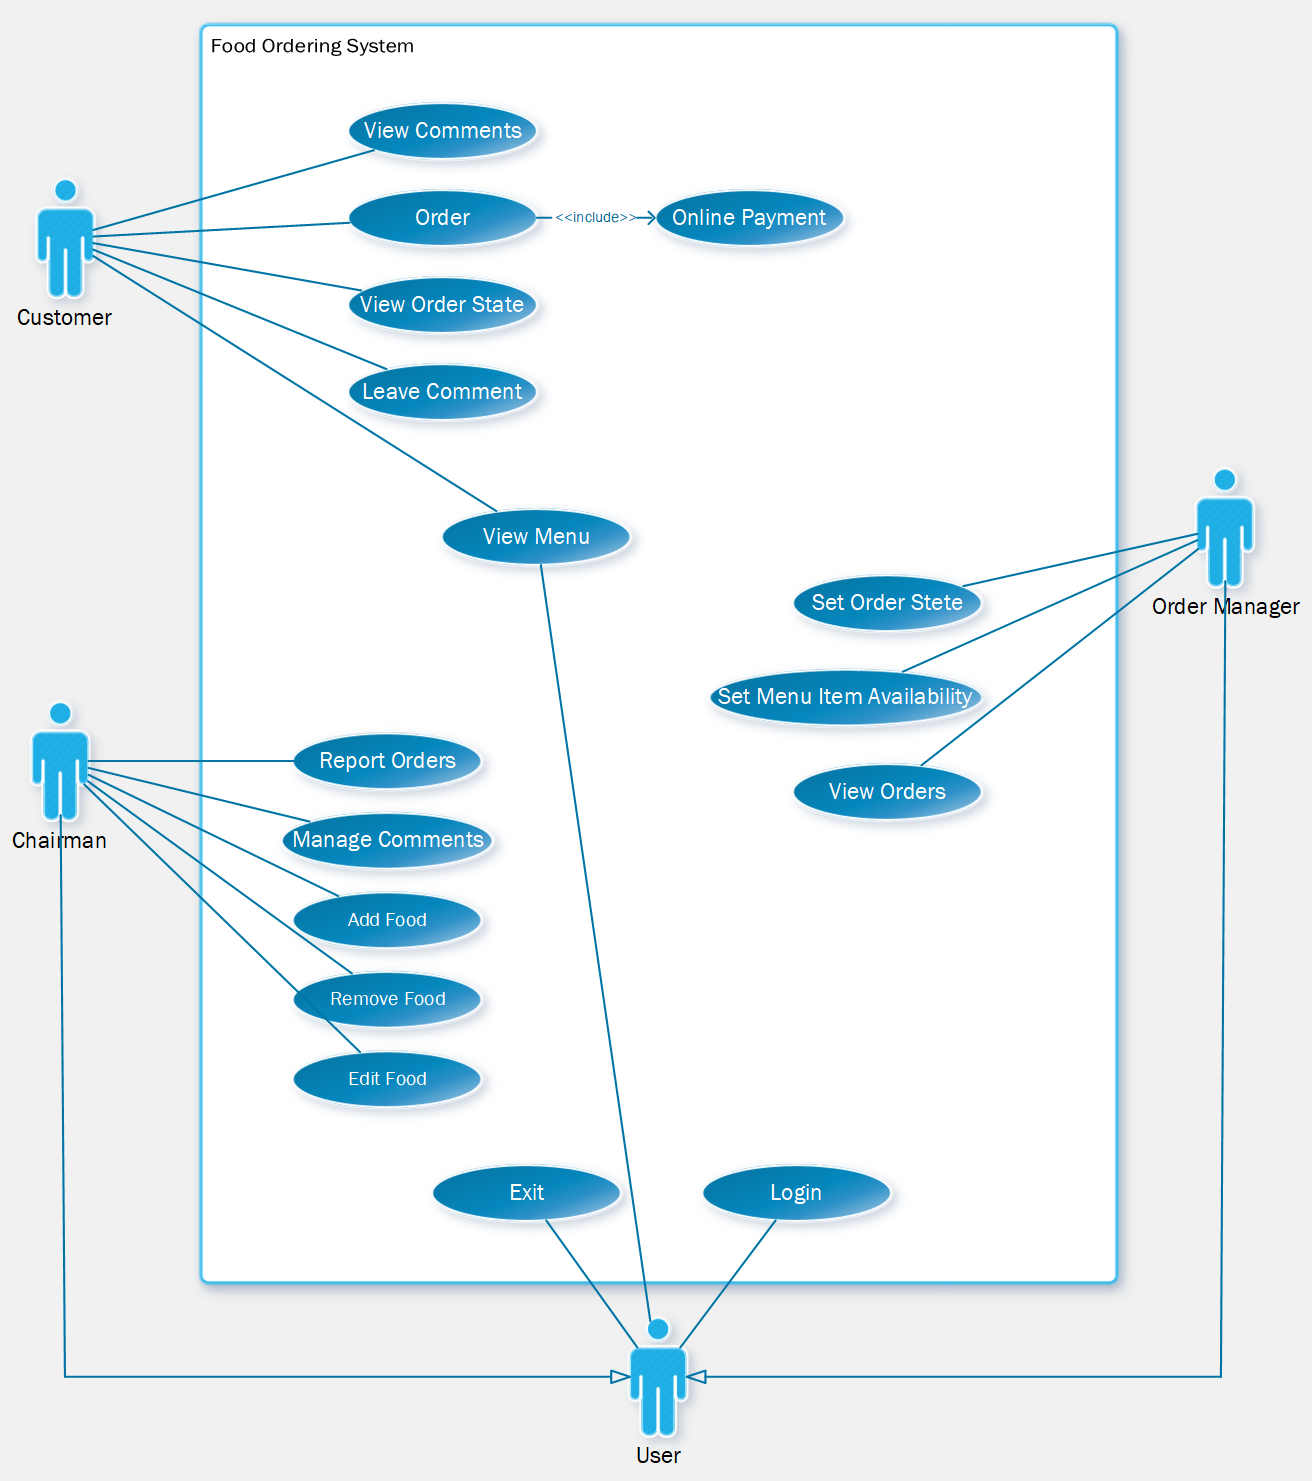 Food Ordering System
View Comments
Order
<<include>>
Online Payment
View Order State
Customer
Leave Comment
View Menu
Set Order Stete
Order Manager
Set Menu Item Availability
Report Orders
View Orders
Manage Comments
Chairman
Add Food
Remove Food
Edit Food
Exit
Login
User